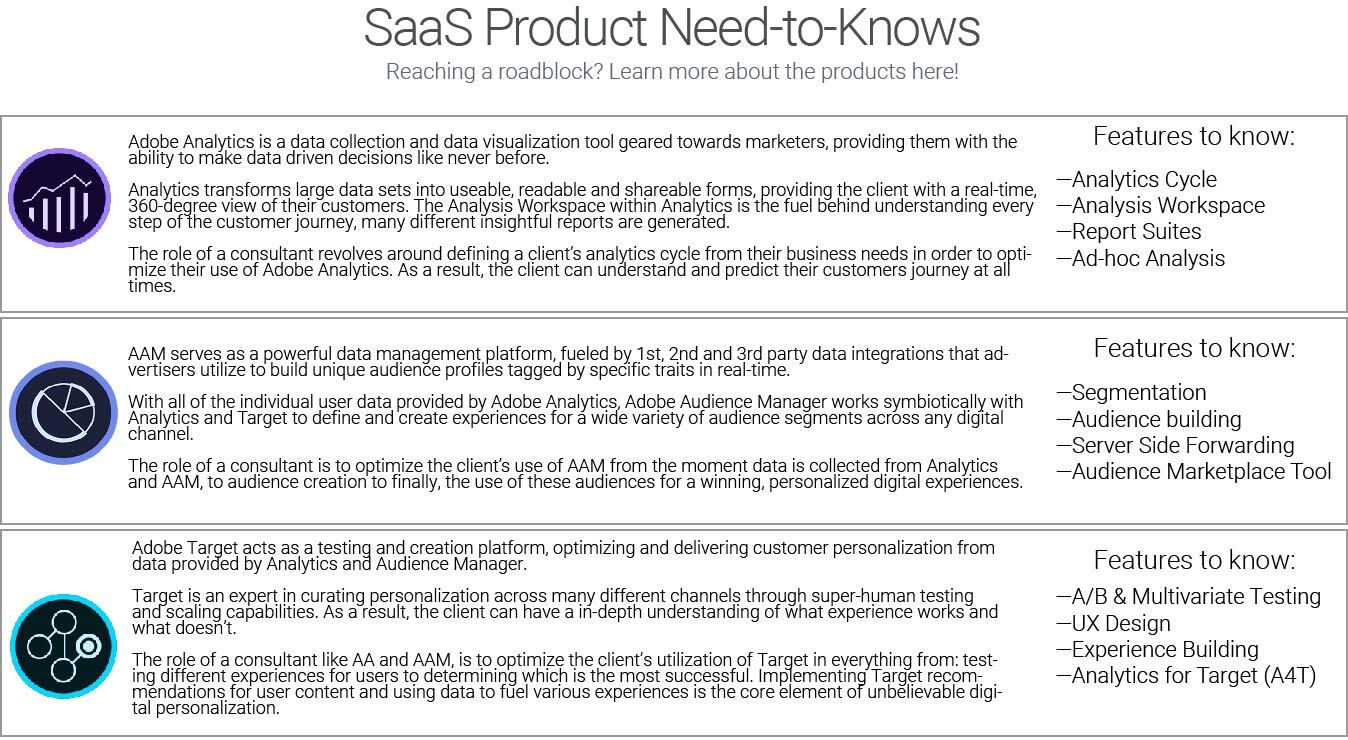 SaaS Product Need-to-Knows
Reaching a roadblock? Learn more about the products here!
Adobe Analytics is a data collection and data visualization tool geared towards marketers, providing them with the
ability to make data driven decisions like never before.
Analytics transforms large data sets into useable, readable and shareable forms, providing the client with a real-time,
360-degree view of their customers. The Analysis Workspace within Analytics is the fuel behind understanding every
step of the customer journey, many different insightful reports are generated.
The role of a consultant revolves around defining a client's analytics cycle from their business needs in order to opti-
mize their use of Adobe Analytics. As a result, the client can understand and predict their customers journey at all
times.
Features to know:
—Analytics Cycle
—Analysis Workspace
—Report Suites
—Ad-hoc Analysis
AAM serves as a powerful data management platform, fueled by 1st, 2nd and 3rd party data integrations that ad-
vertisers utilize to build unique audience profiles tagged by specific traits in real-time.
With all of the individual user data provided by Adobe Analytics, Adobe Audience Manager works symbiotically with
Analytics and Target to define and create experiences for a wide variety of audience segments across any digital
channel.
The role of a consultant is to optimize the client's use of AAM from the moment data is collected from Analytics
and AAM, to audience creation to finally, the use of these audiences for a winning, personalized digital experiences.
Features to know:
—Segmentation
—Audience building
—Server Side Forwarding
—Audience Marketplace Tool
Adobe Target acts as a testing and creation platform, optimizing and delivering customer personalization from
data provided by Analytics and Audience Manager.
Target is an expert in curating personalization across many different channels through super-human testing
and scaling capabilities. As a result, the client can have a in-depth understanding of what experience works and
what doesn't.
The role of a consultant like AA and AAM, is to optimize the client's utilization of Target in everything from: test-
ing different experiences for users to determining which is the most successful. Implementing Target recom-
mendations for user content and using data to fuel various experiences is the core element of unbelievable digi-
tal personalization.
Features to know:
—A/B & Multivariate Testing
—UX Design
—Experience Building
—Analytics for Target (A4T)